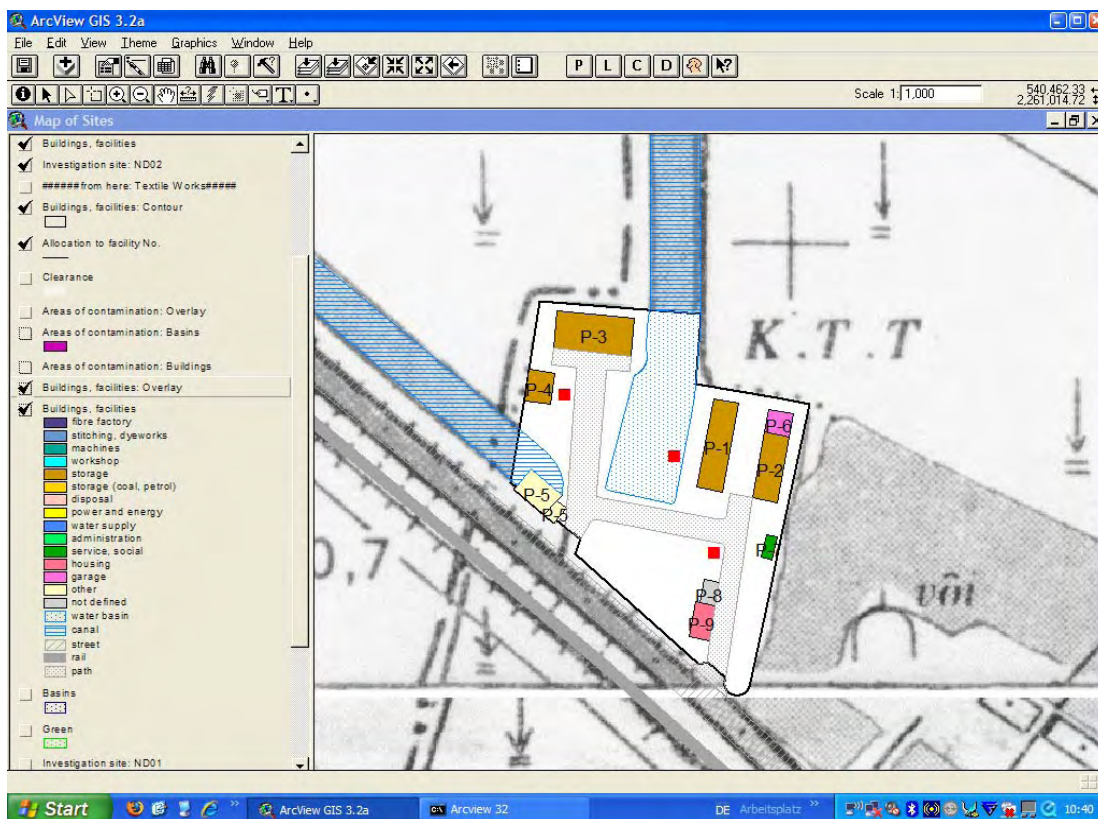 ArcView GIS 3.2a
File Edit View Theme Graphics Window Help
P L C D
Scale 1: 1,000
540,462.33
2,261,014.72
Map of Sites
Buildings, facilities
Investigation site: ND02
######from here: Textile Works#####
Buildings, facilities: Contour
Allocation to facility No.
Clearance
Areas of contamination: Overlay
Areas of contamination: Basins
Areas of contamination: Buildings
Buildings, facilities: Overlay
Buildings, facilities
fibre factory
stitching, dyeworks
machines
workshop
storage
storage (coal, petrol)
disposal
power and energy
water supply
administration
service, social
housing
garage
other
not defined
water basin
canal
street
rail
path
Basins
Green
Investigation site: ND01
P-3
K.T.T
P-4
P-6
P-1
P-2
P-5
P-5
P-7
0,7
P-8
vôi
P-9
Start
ArcView GIS 3.2a
Arcview 32
DE
Arbeitsplatz
10:40